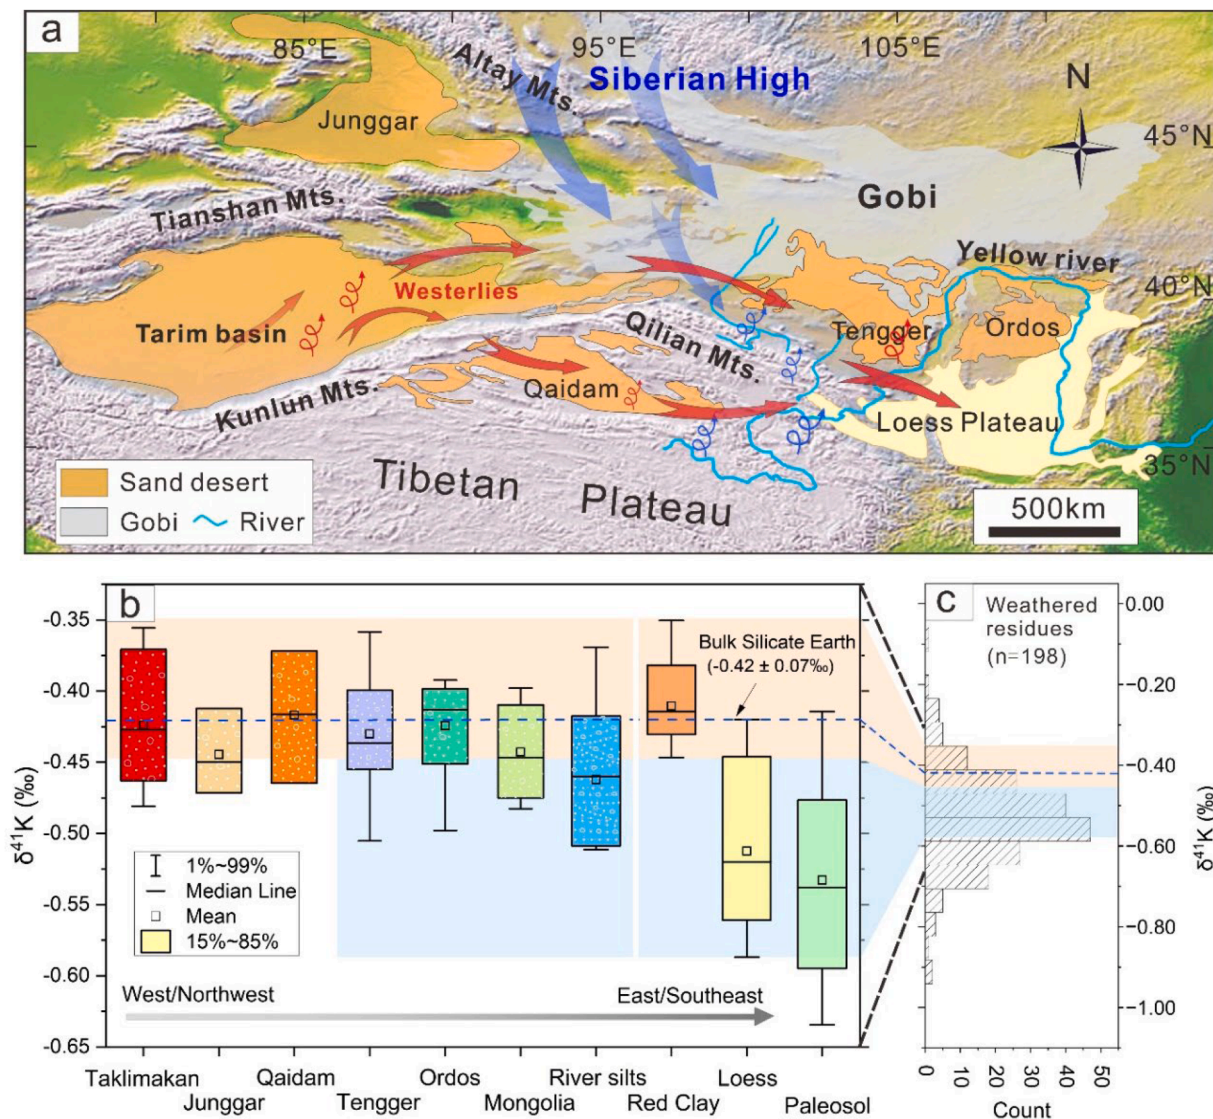 a
85°E
95°E
105°E
Altay Mts.
Siberian High
N
Junggar
45°N
Tianshan Mts.
Gobi
Yellow river
Westerlies
40°N
Tarim basin
Qilian Mts.
Tengger
Ordos
Kunlun Mts.
Qaidam
Loess Plateau
35°N
Sand desert
Tibetan Plateau
Gobi
River
500km
b
-0.35
-0.40
-0.45
-0.50
-0.55
-0.60
-0.65
δ⁴¹K (‰)
Bulk Silicate Earth
(-0.42 ± 0.07‰)
1%~99%
Median Line
Mean
15%~85%
West/Northwest
East/Southeast
Taklimakan
Junggar
Qaidam
Tengger
Ordos
Mongolia
River silts
Red Clay
Loess
Paleosol
c
Weathered
residues
(n=198)
0.00
−0.20
−0.40
−0.60
−0.80
−1.00
δ⁴¹K (‰)
0
10
20
30
40
50
Count